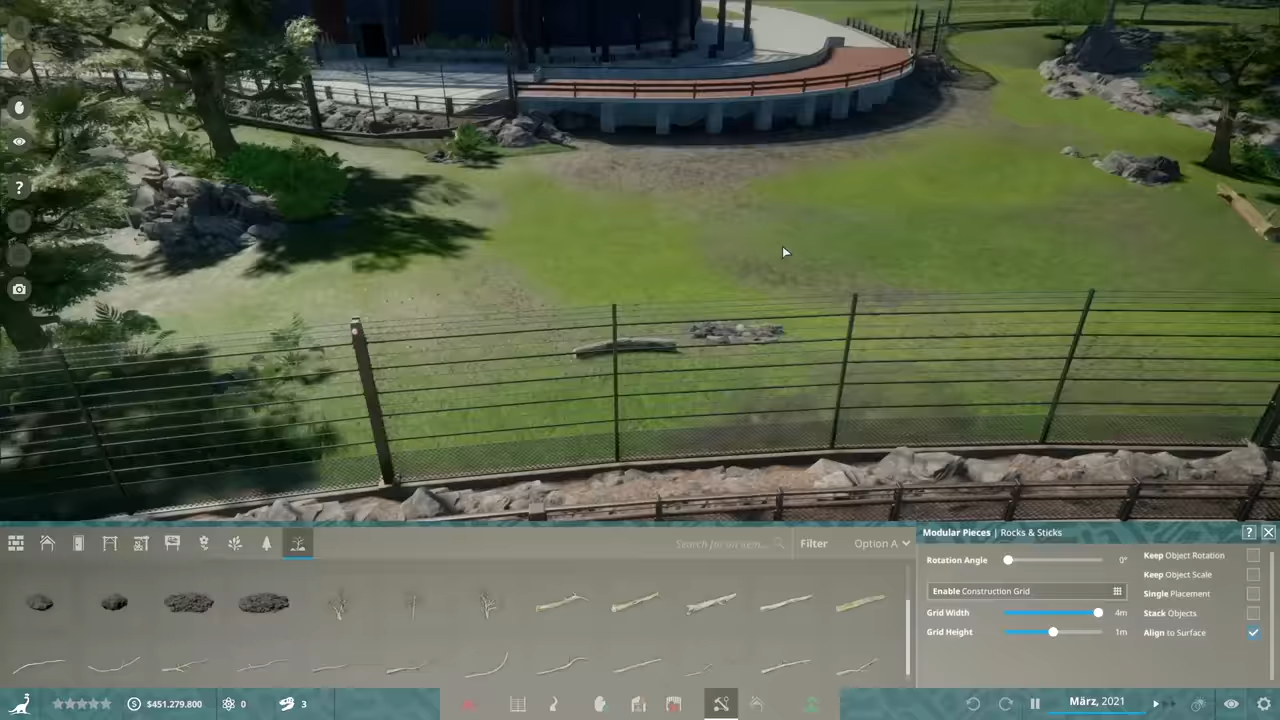 ?
Search for an item...
Filter
Option A
Modular Pieces | Rocks & Sticks
?
Rotation Angle
0°
Enable Construction Grid
Grid Width
4m
Grid Height
1m
Keep Object Rotation
Keep Object Scale
Single Placement
Stack Objects
Align to Surface
$451.279.800
0
3
März, 2021